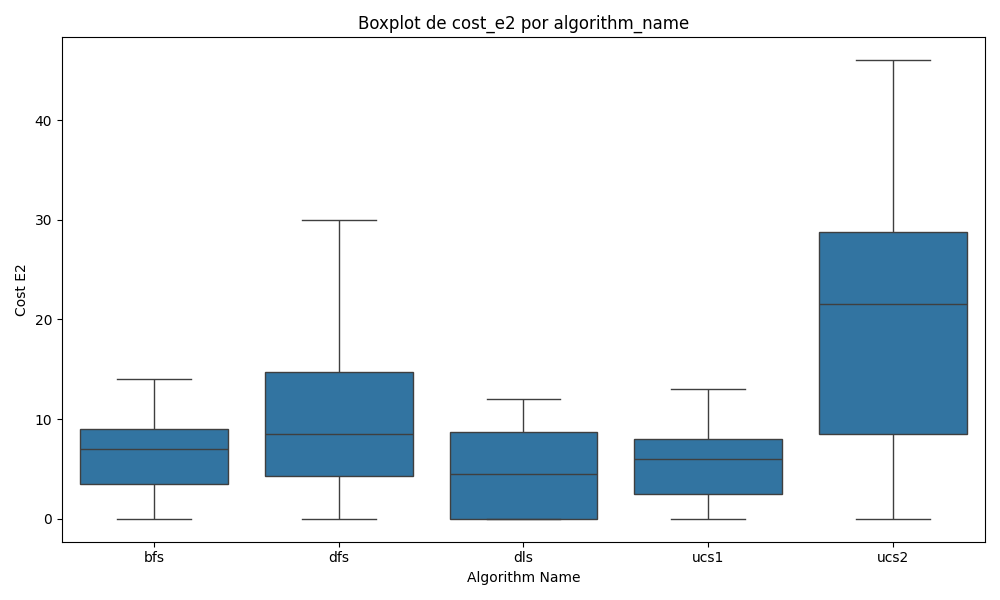 Boxplot de cost_e2 por algorithm_name
Cost E2
40
30
20
10
0
bfs dfs dls ucs1 ucs2
Algorithm Name